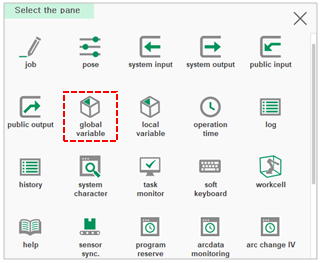 Select the pane
job
pose
system input
system output
public input
public output
global
variable
local
variable
operation
time
log
history
system
character
task
monitor
soft
keyboard
workcell
help
sensor
sync.
program
reserve
arcdata
monitoring
arc change IV